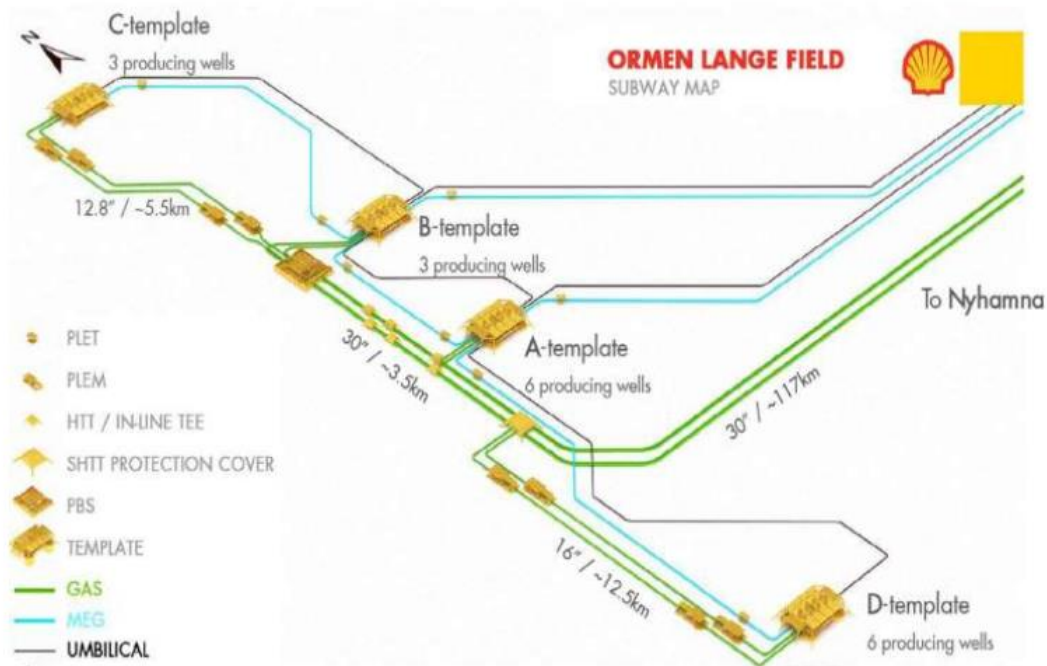 C-template
3 producing wells
ORMEN LANGE FIELD
SUBWAY MAP
N
12.8" / ~5.5km
B-template
3 producing wells
To Nyhamna
A-template
6 producing wells
30" / ~3.5km
30" / ~117km
PLET
PLEM
HTT / IN-LINE TEE
SHTT PROTECTION COVER
PBS
TEMPLATE
GAS
MEG
UMBILICAL
16" / ~12.5km
D-template
6 producing wells